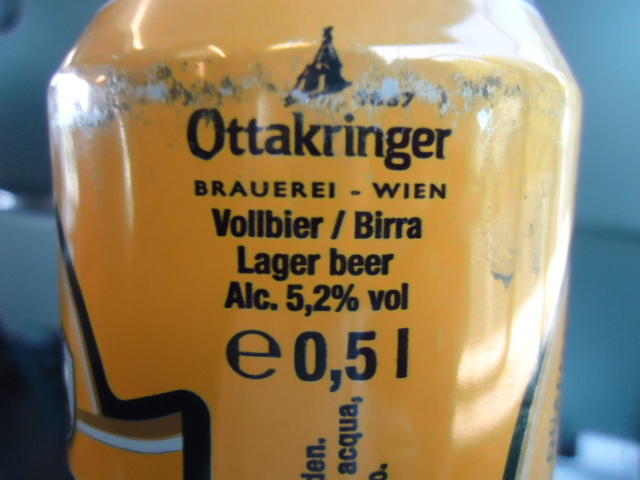 Ottakringer
BRAUEREI - WIEN
Vollbier / Birra
Lager beer
Alc. 5,2% vol
℮ 0,5 l
acqua,